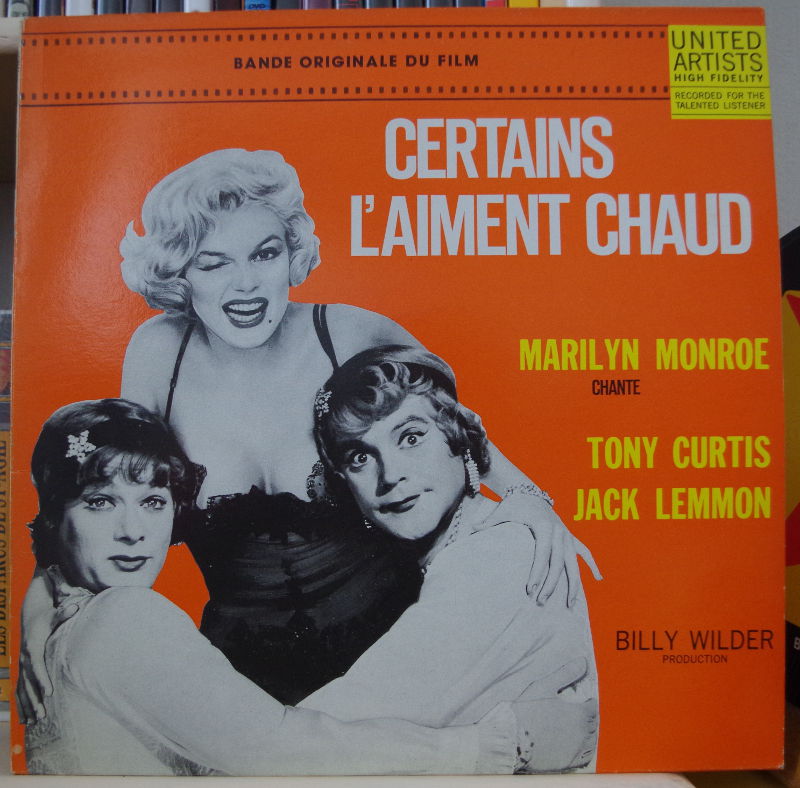 BANDE ORIGINALE DU FILM
UNITED
ARTISTS
HIGH FIDELITY
RECORDED FOR THE
TALENTED LISTENER
CERTAINS
L'AIMENT CHAUD
MARILYN MONROE
CHANTE
TONY CURTIS
JACK LEMMON
BILLY WILDER
PRODUCTION
DVD